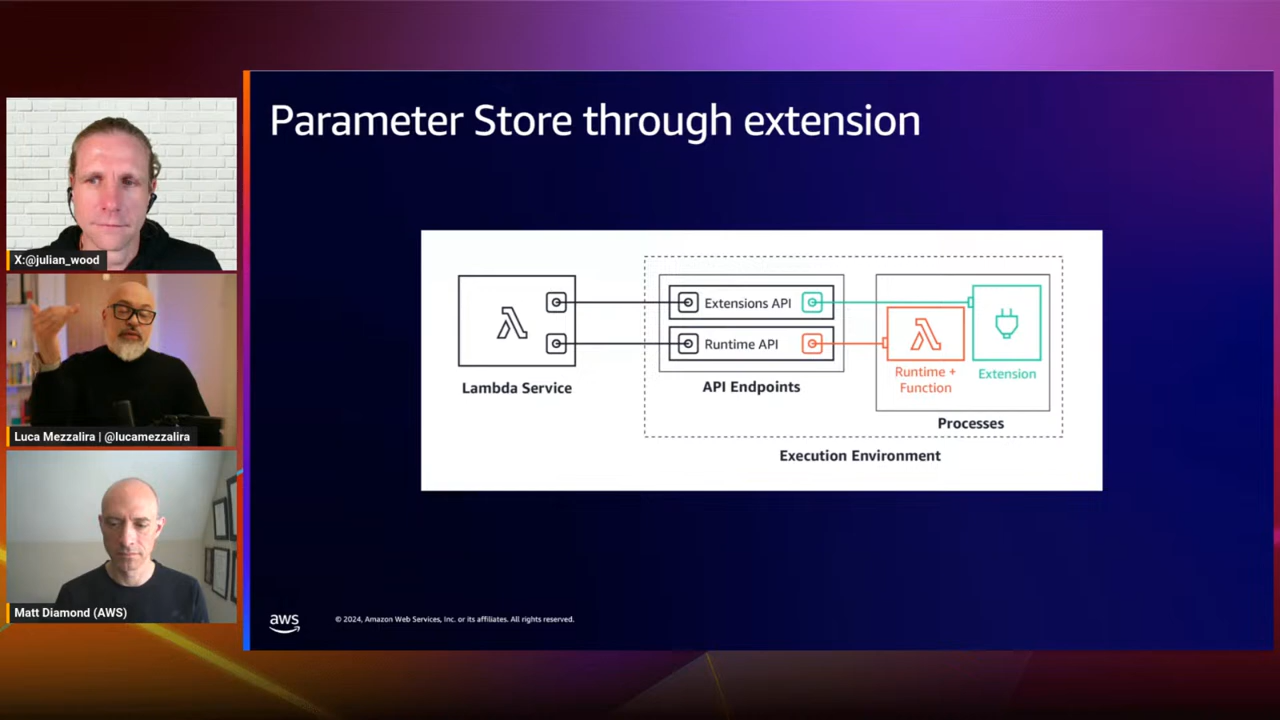 Parameter Store through extension
X:@julian_wood
Luca Mezzalira | @lucamezzalira
Matt Diamond (AWS)
Lambda Service
Extensions API
Runtime API
API Endpoints
Runtime +
Function
Extension
Processes
Execution Environment
aws
© 2024, Amazon Web Services, Inc. or its affiliates. All rights reserved.